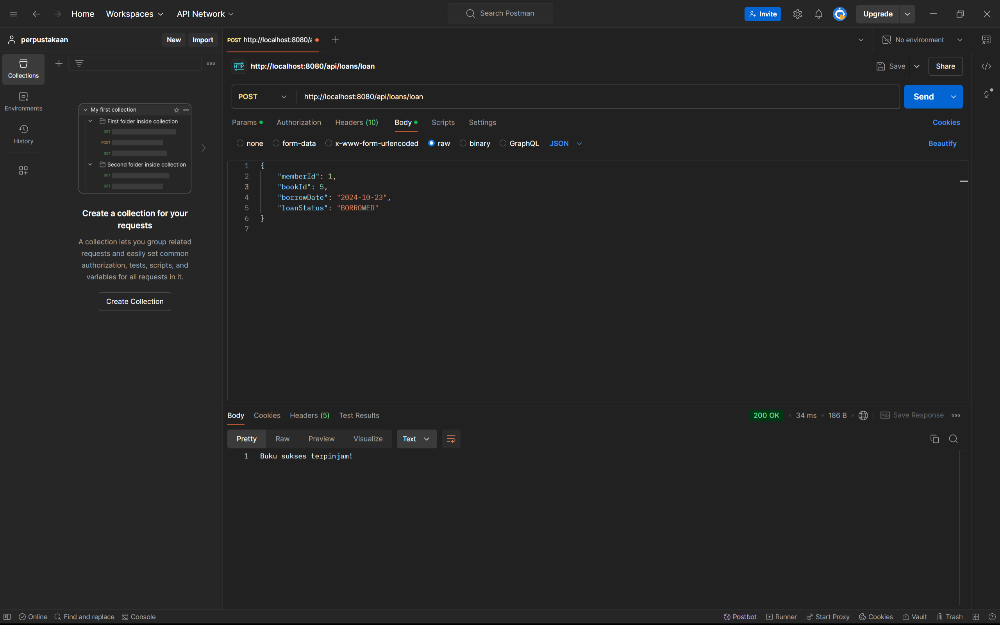 Home Workspaces API Network Search Postman Invite Upgrade
perpustakaan New Import POST http://localhost:8080/a No environment
Collections
Environments
History
My first collection
First folder inside collection
GET
POST
GET
Second folder inside collection
GET
GET
Create a collection for your
requests
A collection lets you group related
requests and easily set common
authorization, tests, scripts, and
variables for all requests in it.
Create Collection
HTTP http://localhost:8080/api/loans/loan Save Share
POST http://localhost:8080/api/loans/loan Send
Params Authorization Headers (10) Body Scripts Settings Cookies
none form-data x-www-form-urlencoded raw binary GraphQL JSON Beautify
1 {
2 "memberId": 1,
3 "bookId": 5,
4 "borrowDate": "2024-10-23",
5 "loanStatus": "BORROWED"
6 }
7
Body Cookies Headers (5) Test Results 200 OK 34 ms 186 B e.g. Save Response
Pretty Raw Preview Visualize Text
1 Buku sukses terpinjam!
Online Find and replace Console Postbot Runner Start Proxy Cookies Vault Trash